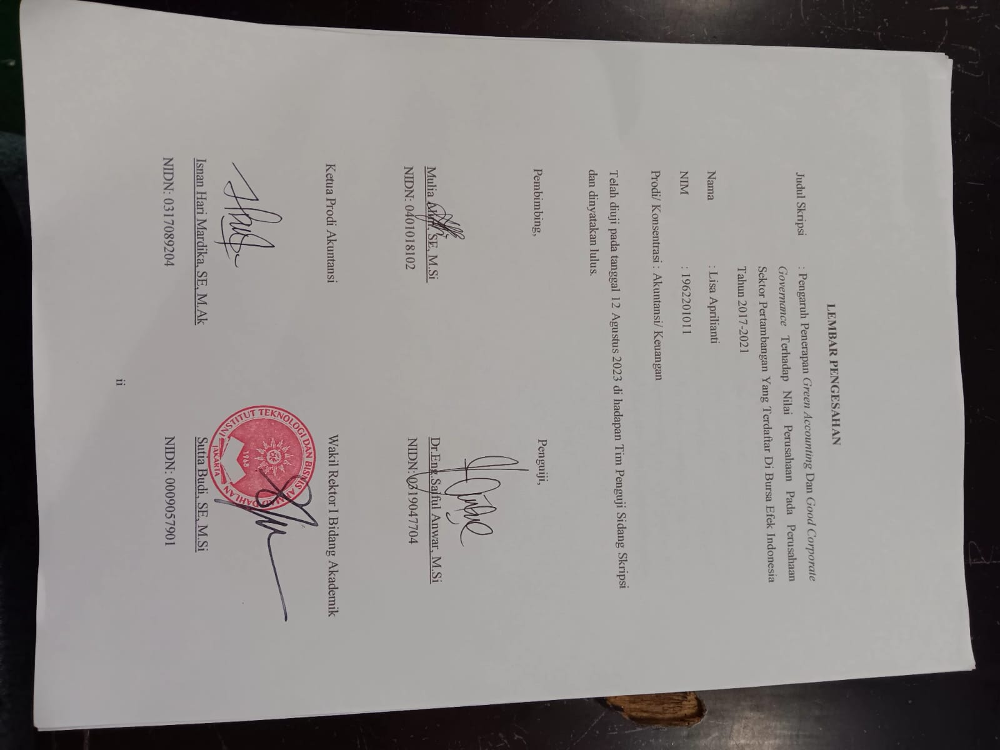 LEMBAR PENGESAHAN
Judul Skripsi : Pengaruh Penerapan Green Accounting Dan Good Corporate
Governance Terhadap Nilai Perusahaan Pada Perusahaan
Sektor Pertambangan Yang Terdaftar Di Bursa Efek Indonesia
Tahun 2017-2021
Nama : Lisa Aprilianti
NIM : 1962201011
Prodi/ Konsentrasi : Akuntansi/ Keuangan
Telah diuji pada tanggal 12 Agustus 2023 di hadapan Tim Penguji Sidang Skripsi
dan dinyatakan lulus.
Pembimbing, Penguiji,
Mulia SE, M.Si Dr.Eng.Saiful Anwar, M.Si
NIDN: 0401018102 NIDN: 0319047704
Ketua Prodi Akuntansi Wakil Rektor I Bidang Akademik
INSTITUT TEKNOLOGI DAN BISNIS AHMAD DAHLAN
1968
JAKARTA
Isnan Hari Mardika, SE, M.Ak Sutia Budi, SE, M.Si
NIDN: 0317089204 NIDN: 0009057901
ii